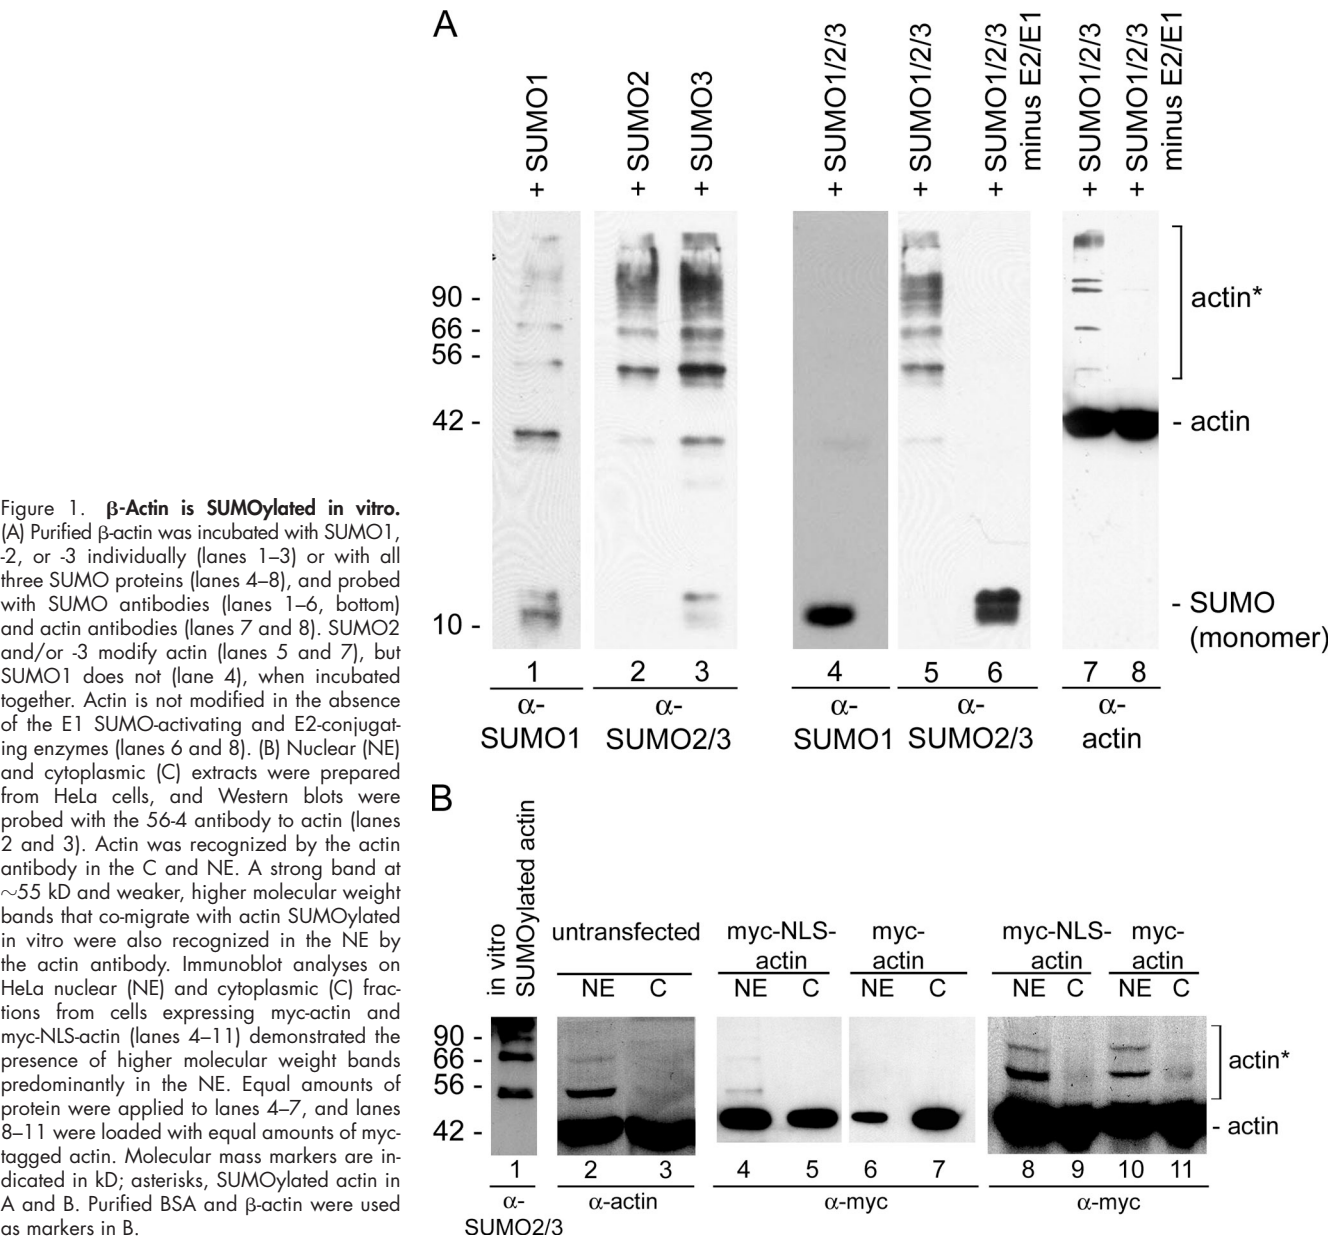 A
+ SUMO1
+ SUMO2
+ SUMO3
+ SUMO1/2/3
+ SUMO1/2/3
+ SUMO1/2/3
minus E2/E1
+ SUMO1/2/3
+ SUMO1/2/3
minus E2/E1
90 -
66 -
56 -
42 -
10 -
actin*
- actin
- SUMO
(monomer)
1 2 3 4 5 6 7 8
α-
SUMO1
α-
SUMO2/3
α-
SUMO1
α-
SUMO2/3
α-
actin
Figure 1. β-Actin is SUMOylated in vitro.
(A) Purified β-actin was incubated with SUMO1,
-2, or -3 individually (lanes 1–3) or with all
three SUMO proteins (lanes 4–8), and probed
with SUMO antibodies (lanes 1–6, bottom)
and actin antibodies (lanes 7 and 8). SUMO2
and/or -3 modify actin (lanes 5 and 7), but
SUMO1 does not (lane 4), when incubated
together. Actin is not modified in the absence
of the E1 SUMO-activating and E2-conjugat-
ing enzymes (lanes 6 and 8). (B) Nuclear (NE)
and cytoplasmic (C) extracts were prepared
from HeLa cells, and Western blots were
probed with the 56-4 antibody to actin (lanes
2 and 3). Actin was recognized by the actin
antibody in the C and NE. A strong band at
∼55 kD and weaker, higher molecular weight
bands that co-migrate with actin SUMOylated
in vitro were also recognized in the NE by
the actin antibody. Immunoblot analyses on
HeLa nuclear (NE) and cytoplasmic (C) frac-
tions from cells expressing myc-actin and
myc-NLS-actin (lanes 4–11) demonstrated the
presence of higher molecular weight bands
predominantly in the NE. Equal amounts of
protein were applied to lanes 4–7, and lanes
8–11 were loaded with equal amounts of myc-
tagged actin. Molecular mass markers are in-
dicated in kD; asterisks, SUMOylated actin in
A and B. Purified BSA and β-actin were used
as markers in B.
B
in vitro
SUMOylated actin
untransfected
myc-NLS-
actin
myc-
actin
myc-NLS-
actin
myc-
actin
NE C NE C NE C NE C NE C
90 -
66 -
56 -
42 -
actin*
- actin
1 2 3 4 5 6 7 8 9 10 11
α-
SUMO2/3
α-actin
α-myc
α-myc